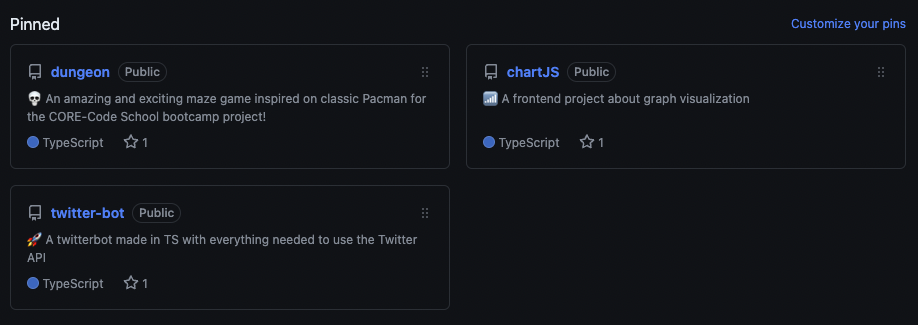 Pinned
Customize your pins
dungeon Public
💀 An amazing and exciting maze game inspired on classic Pacman for
the CORE-Code School bootcamp project!
TypeScript 1
chartJS Public
📶 A frontend project about graph visualization
TypeScript 1
twitter-bot Public
🚀 A twitterbot made in TS with everything needed to use the Twitter
API
TypeScript 1